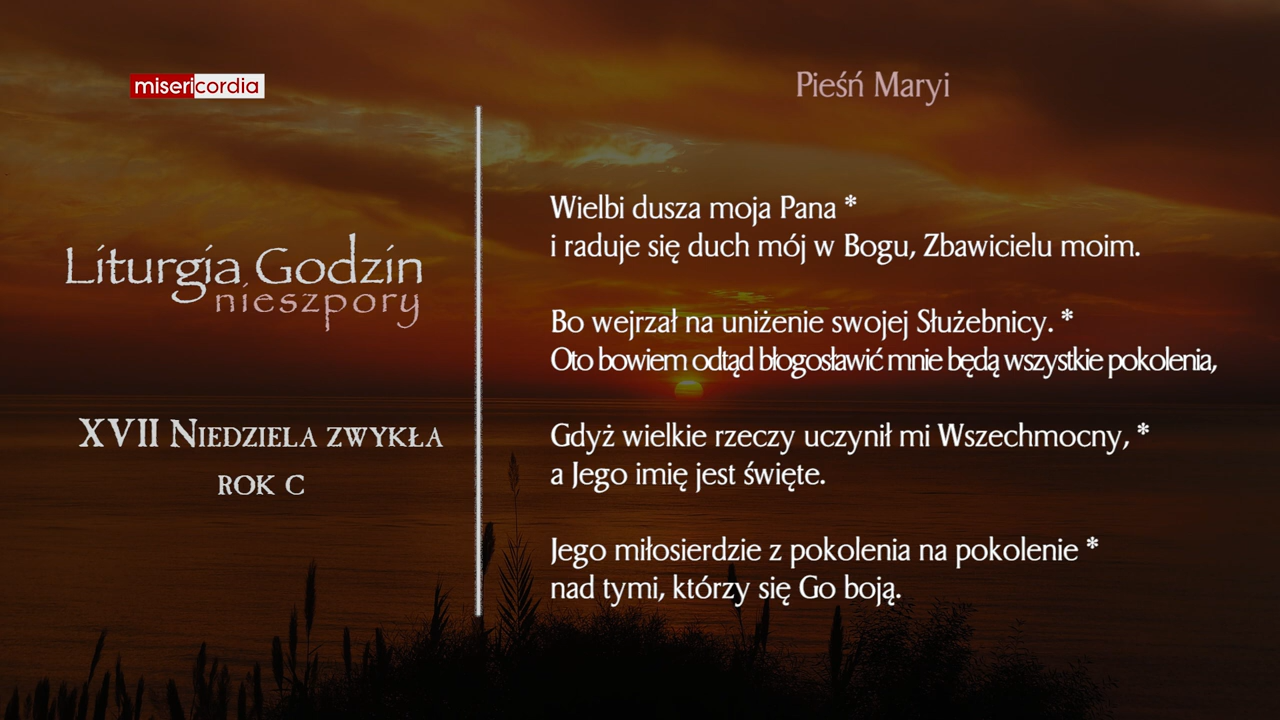 misericordia
Pieśń Maryi
Liturgia Godzin
nieszpory
XVII Niedziela zwykła
rok C
Wielbi dusza moja Pana *
i raduje się duch mój w Bogu, Zbawicielu moim.
Bo wejrzał na uniżenie swojej Służebnicy. *
Oto bowiem odtąd błogosławić mnie będą wszystkie pokolenia,
Gdyż wielkie rzeczy uczynił mi Wszechmocny, *
a Jego imię jest święte.
Jego miłosierdzie z pokolenia na pokolenie *
nad tymi, którzy się Go boją.